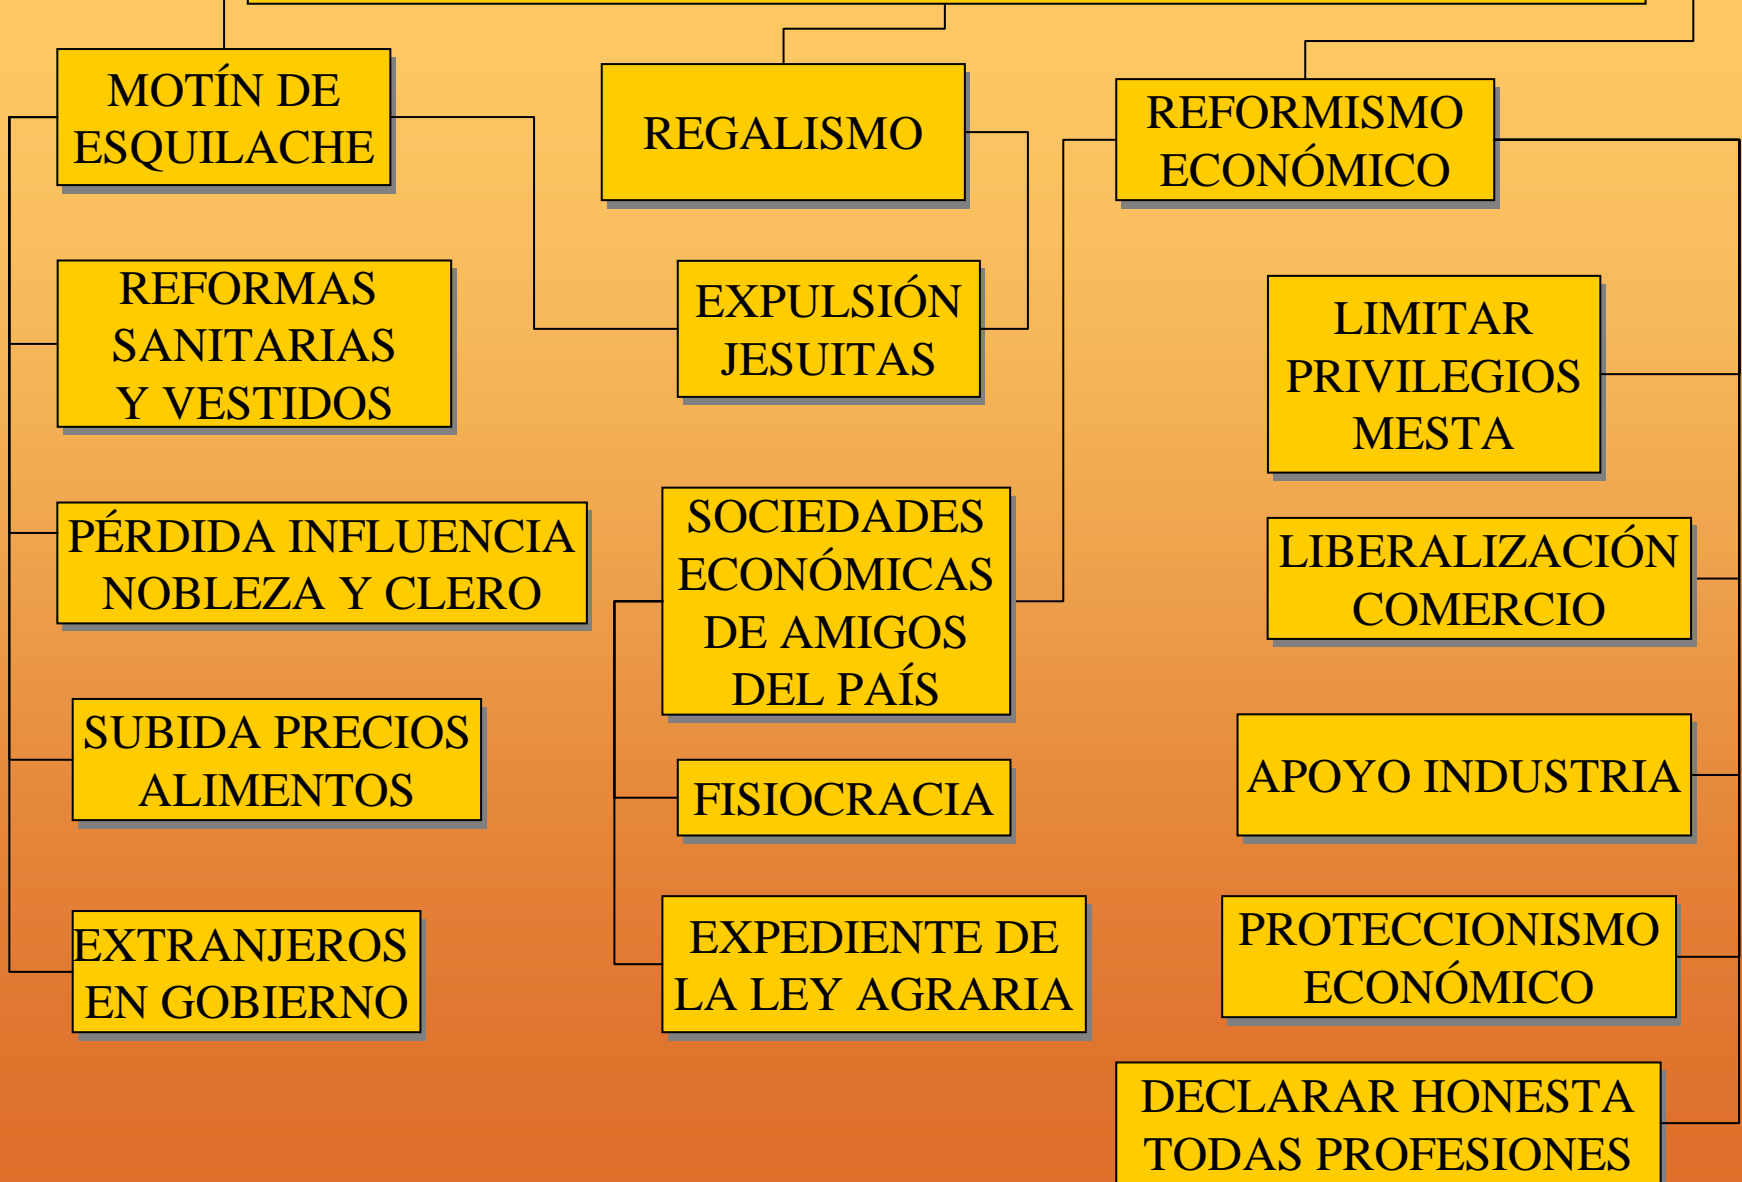 MOTÍN DE
ESQUILACHE
REGALISMO
REFORMISMO
ECONÓMICO
REFORMAS
SANITARIAS
Y VESTIDOS
EXPULSIÓN
JESUITAS
LIMITAR
PRIVILEGIOS
MESTA
PÉRDIDA INFLUENCIA
NOBLEZA Y CLERO
SOCIEDADES
ECONÓMICAS
DE AMIGOS
DEL PAÍS
LIBERALIZACIÓN
COMERCIO
SUBIDA PRECIOS
ALIMENTOS
FISIOCRACIA
APOYO INDUSTRIA
EXTRANJEROS
EN GOBIERNO
EXPEDIENTE DE
LA LEY AGRARIA
PROTECCIONISMO
ECONÓMICO
DECLARAR HONESTA
TODAS PROFESIONES